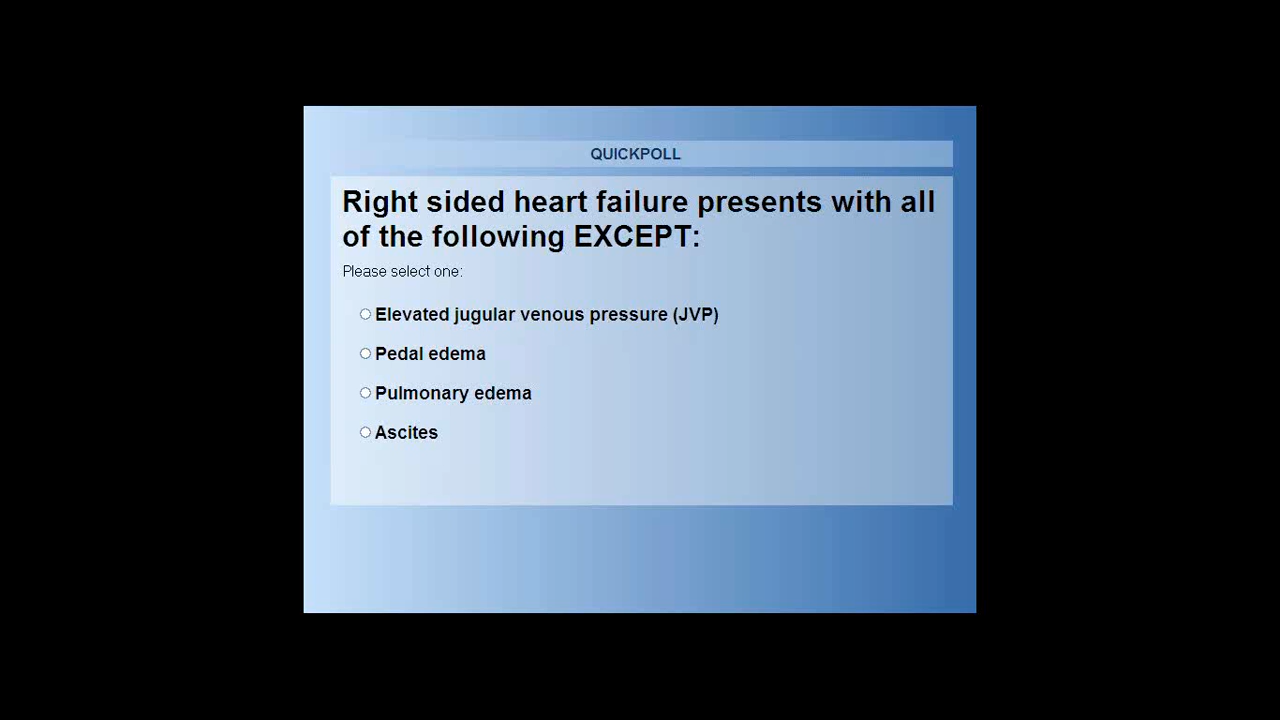 QUICKPOLL
Right sided heart failure presents with all
of the following EXCEPT:
Please select one:
Elevated jugular venous pressure (JVP)
Pedal edema
Pulmonary edema
Ascites